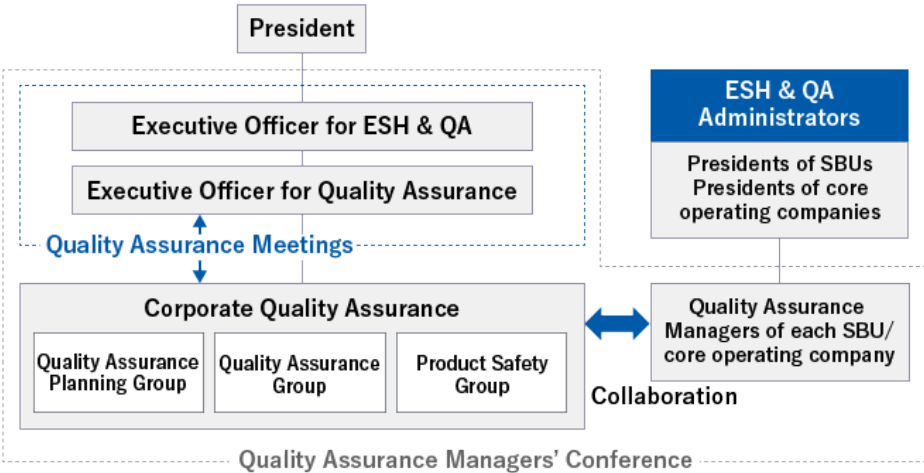 President
Executive Officer for ESH & QA
Executive Officer for Quality Assurance
Quality Assurance Meetings
ESH & QA
Administrators
Presidents of SBUs
Presidents of core
operating companies
Corporate Quality Assurance
Quality Assurance
Planning Group
Quality Assurance
Group
Product Safety
Group
Quality Assurance
Managers of each SBU/
core operating company
Collaboration
Quality Assurance Managers’ Conference